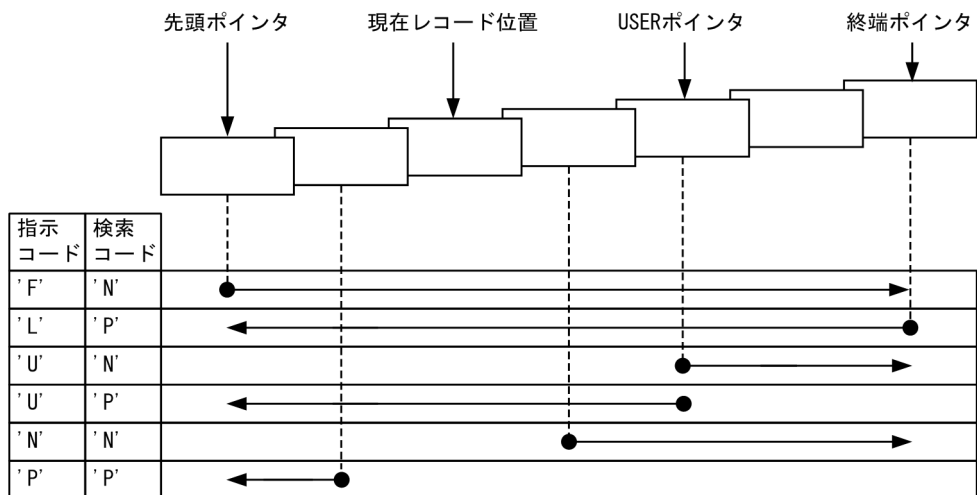 先頭ポインタ 現在レコード位置 USERポインタ 終端ポインタ
指示コード 検索コード
'F' 'N'
'L' 'P'
'U' 'N'
'U' 'P'
'N' 'N'
'P' 'P'